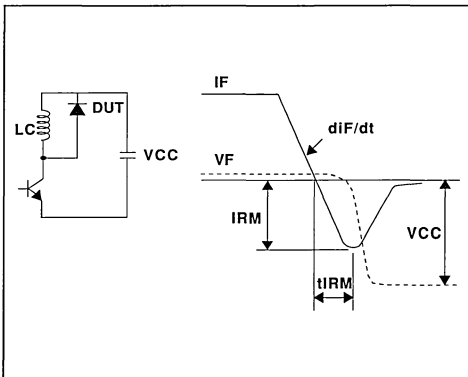 IF
DUT
diF/dt
LC
VCC
VF
IRM
VCC
tIRM